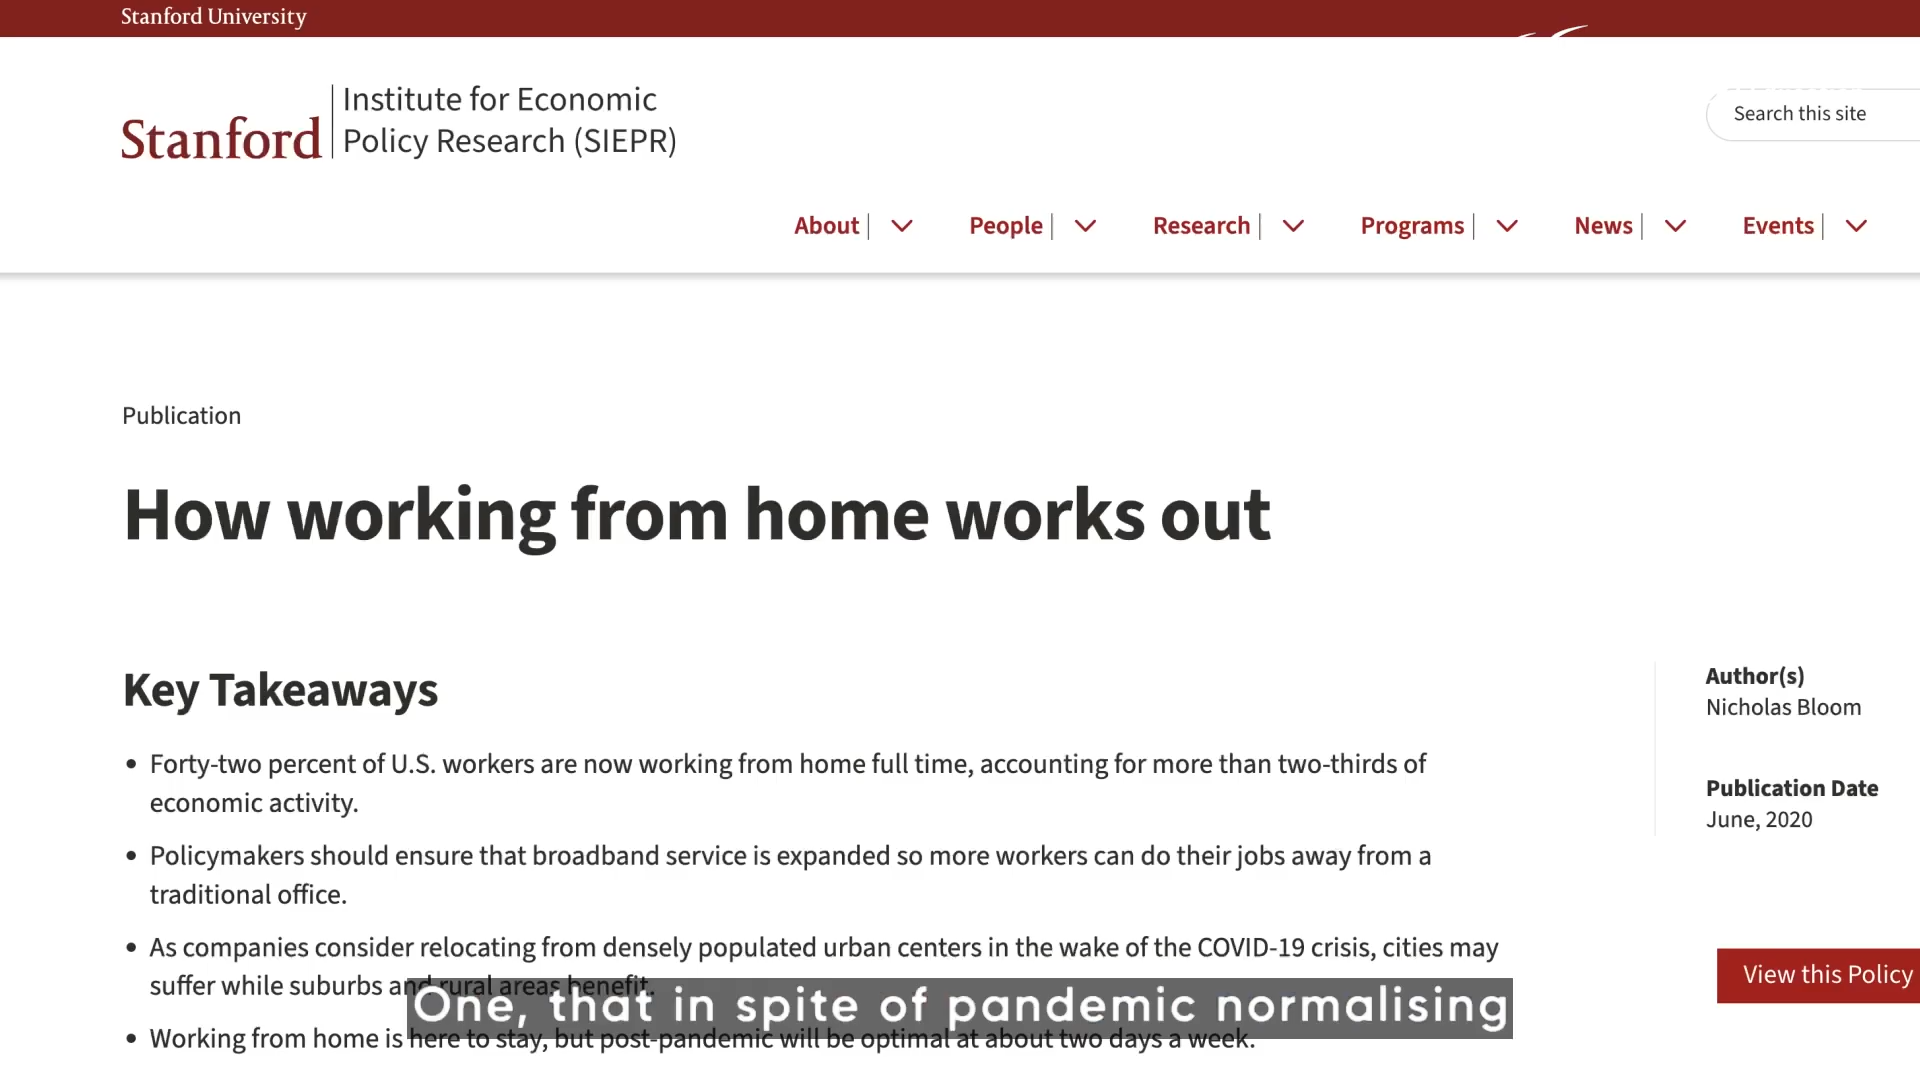 Stanford University
Stanford
Institute for Economic
Policy Research (SIEPR)
Search this site
About
People
Research
Programs
News
Events
Publication
How working from home works out
Key Takeaways
• Forty-two percent of U.S. workers are now working from home full time, accounting for more than two-thirds of
economic activity.
• Policymakers should ensure that broadband service is expanded so more workers can do their jobs away from a
traditional office.
• As companies consider relocating from densely populated urban centers in the wake of the COVID-19 crisis, cities may
suffer while suburbs and rural areas benefit.
• Working from home is here to stay, but post-pandemic will be optimal at about two days a week.
Author(s)
Nicholas Bloom
Publication Date
June, 2020
View this Policy
One, that in spite of pandemic normalising